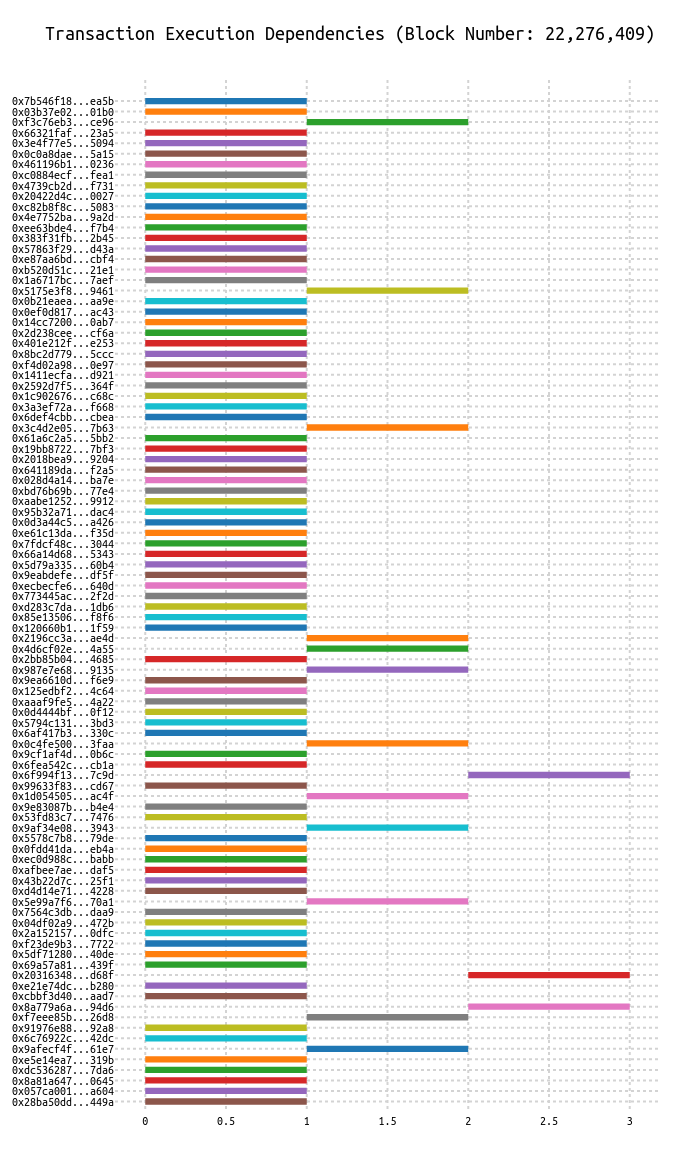 Transaction Execution Dependencies (Block Number: 22,276,409)
0x7b546f18...ea5b
0x03b37e02...01b0
0xf3c76eb3...ce96
0x66321faf...23a5
0x3e4f77e5...5094
0x0c0a8dae...5a15
0x461196b1...0236
0xc0884ecf...fea1
0x4739cb2d...f731
0x20422d4c...0027
0xc82b8f8c...5083
0x4e7752ba...9a2d
0xee63bde4...f7b4
0x383f31fb...2b45
0x57863f29...d43a
0xe87aa6bd...cbf4
0xb520d51c...21e1
0x1a6717bc...7aef
0x5175e3f8...9461
0x0b21eaea...aa9e
0x0ef0d817...ac43
0x14cc7200...0ab7
0x2d238cee...cf6a
0x401e212f...e253
0x8bc2d779...5ccc
0xf4d02a98...0e97
0x1411ecfa...d921
0x2592d7f5...364f
0x1c902676...c68c
0x3a3ef72a...f668
0x6def4cbb...cbea
0x3c4d2e05...7b63
0x61a6c2a5...5bb2
0x19bb8722...7bf3
0x2018bea9...9204
0x641189da...f2a5
0x028d4a14...ba7e
0xbd76b69b...77e4
0xaabe1252...9912
0x95b32a71...dac4
0x0d3a44c5...a426
0xe61c13da...f35d
0x7fdcf48c...3044
0x66a14d68...5343
0x5d79a335...60b4
0x9eabdefe...df5f
0xecbecfe6...640d
0x773445ac...2f2d
0xd283c7da...1db6
0x85e13506...f8f6
0x120660b1...1f59
0x2196cc3a...ae4d
0x4d6cf02e...4a55
0x2bb85b04...4685
0x987e7e68...9135
0x9ea6610d...f6e9
0x125edbf2...4c64
0xaaaf9fe5...4a22
0x0d4444bf...0f12
0x5794c131...3bd3
0x6af417b3...330c
0x0c4fe500...3faa
0x9cf1af4d...0b6c
0x6fea542c...cb1a
0x6f994f13...7c9d
0x99633f83...cd67
0x1d054505...ac4f
0x9e83087b...b4e4
0x53fd83c7...7476
0x9af34e08...3943
0x5578c7b8...79de
0x0fdd41da...eb4a
0xec0d988c...babb
0xafbee7ae...daf5
0x43b22d7c...25f1
0xd4d14e71...4228
0x5e99a7f6...70a1
0x7564c3db...daa9
0x04df02a9...472b
0x2a152157...0dfc
0xf23de9b3...7722
0x5df71280...40de
0x69a57a81...439f
0x20316348...d68f
0xe21e74dc...b280
0xcbbf3d40...aad7
0x8a779a6a...94d6
0xf7eee85b...26d8
0x91976e88...92a8
0x6c76922c...42dc
0x9afecf4f...61e7
0xe5e14ea7...319b
0xdc536287...7da6
0x8a81a647...0645
0x057ca001...a604
0x28ba50dd...449a
0 0.5 1 1.5 2 2.5 3